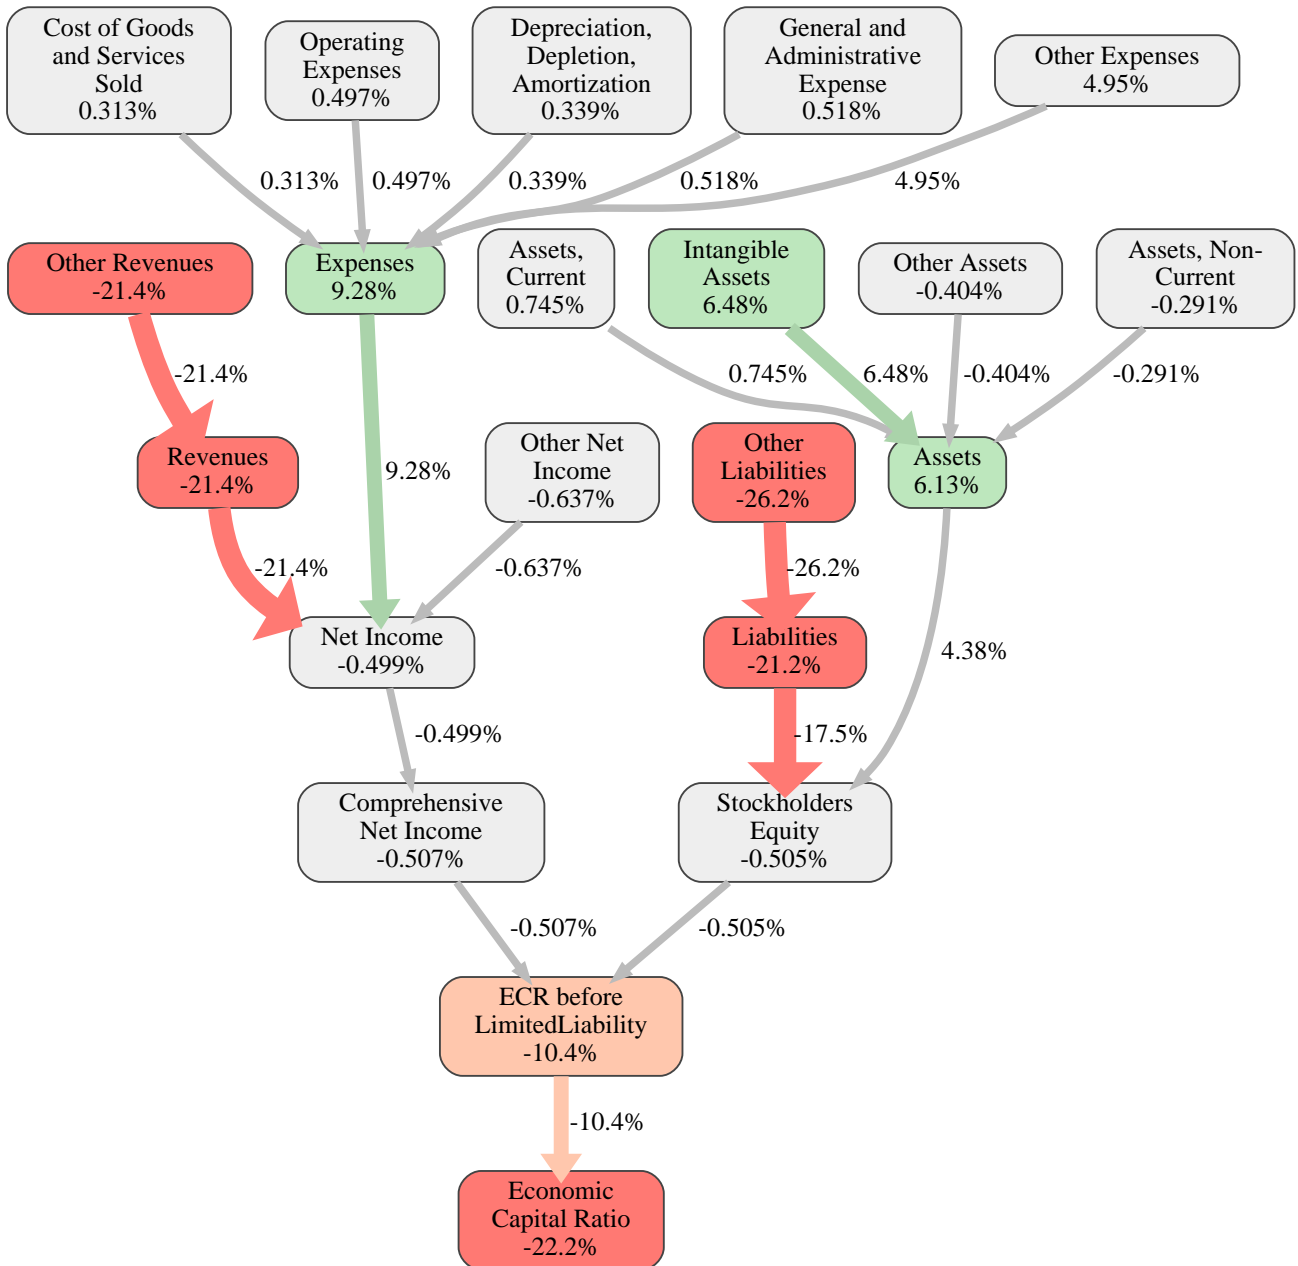 Cost of Goods
and Services
Sold
0.313%
Operating
Expenses
0.497%
Depreciation,
Depletion,
Amortization
0.339%
General and
Administrative
Expense
0.518%
Other Expenses
4.95%
0.313%
0.497%
0.339%
0.518%
4.95%
Other Revenues
-21.4%
Expenses
9.28%
Assets,
Current
0.745%
Intangible
Assets
6.48%
Other Assets
-0.404%
Assets, Non-
Current
-0.291%
-21.4%
0.745%
6.48%
-0.404%
-0.291%
Revenues
-21.4%
9.28%
Other Net
Income
-0.637%
Other
Liabilities
-26.2%
Assets
6.13%
-21.4%
-0.637%
-26.2%
Net Income
-0.499%
Liabilities
-21.2%
4.38%
-0.499%
-17.5%
Comprehensive
Net Income
-0.507%
Stockholders
Equity
-0.505%
-0.507%
-0.505%
ECR before
LimitedLiability
-10.4%
-10.4%
Economic
Capital Ratio
-22.2%